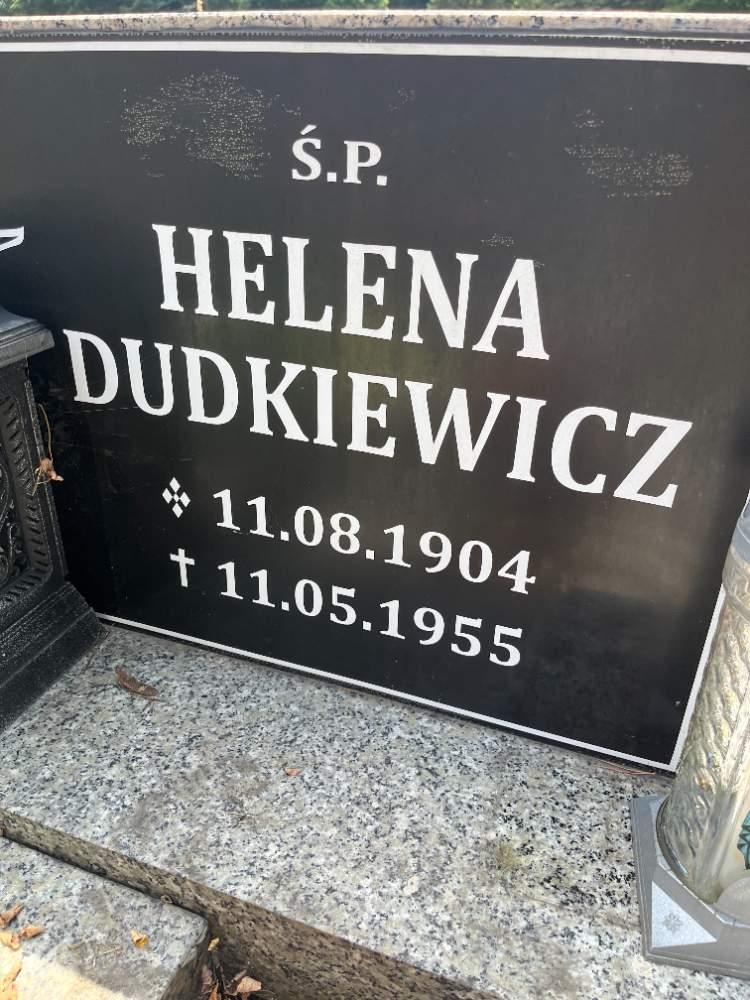 Ś.P.
HELENA
DUDKIEWICZ
11.08.1904
† 11.05.1955